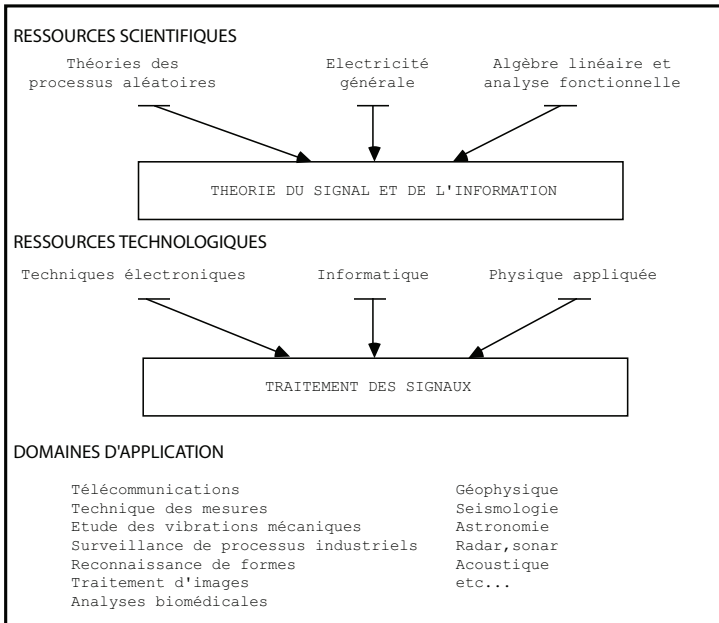 RESSOURCES SCIENTIFIQUES
Théories des
processus aléatoires
Electricité
générale
Algèbre linéaire et
analyse fonctionnelle
THEORIE DU SIGNAL ET DE L'INFORMATION
RESSOURCES TECHNOLOGIQUES
Techniques électroniques
Informatique
Physique appliquée
TRAITEMENT DES SIGNAUX
DOMAINES D'APPLICATION
Télécommunications
Technique des mesures
Etude des vibrations mécaniques
Surveillance de processus industriels
Reconnaissance de formes
Traitement d'images
Analyses biomédicales
Géophysique
Seismologie
Astronomie
Radar,sonar
Acoustique
etc...